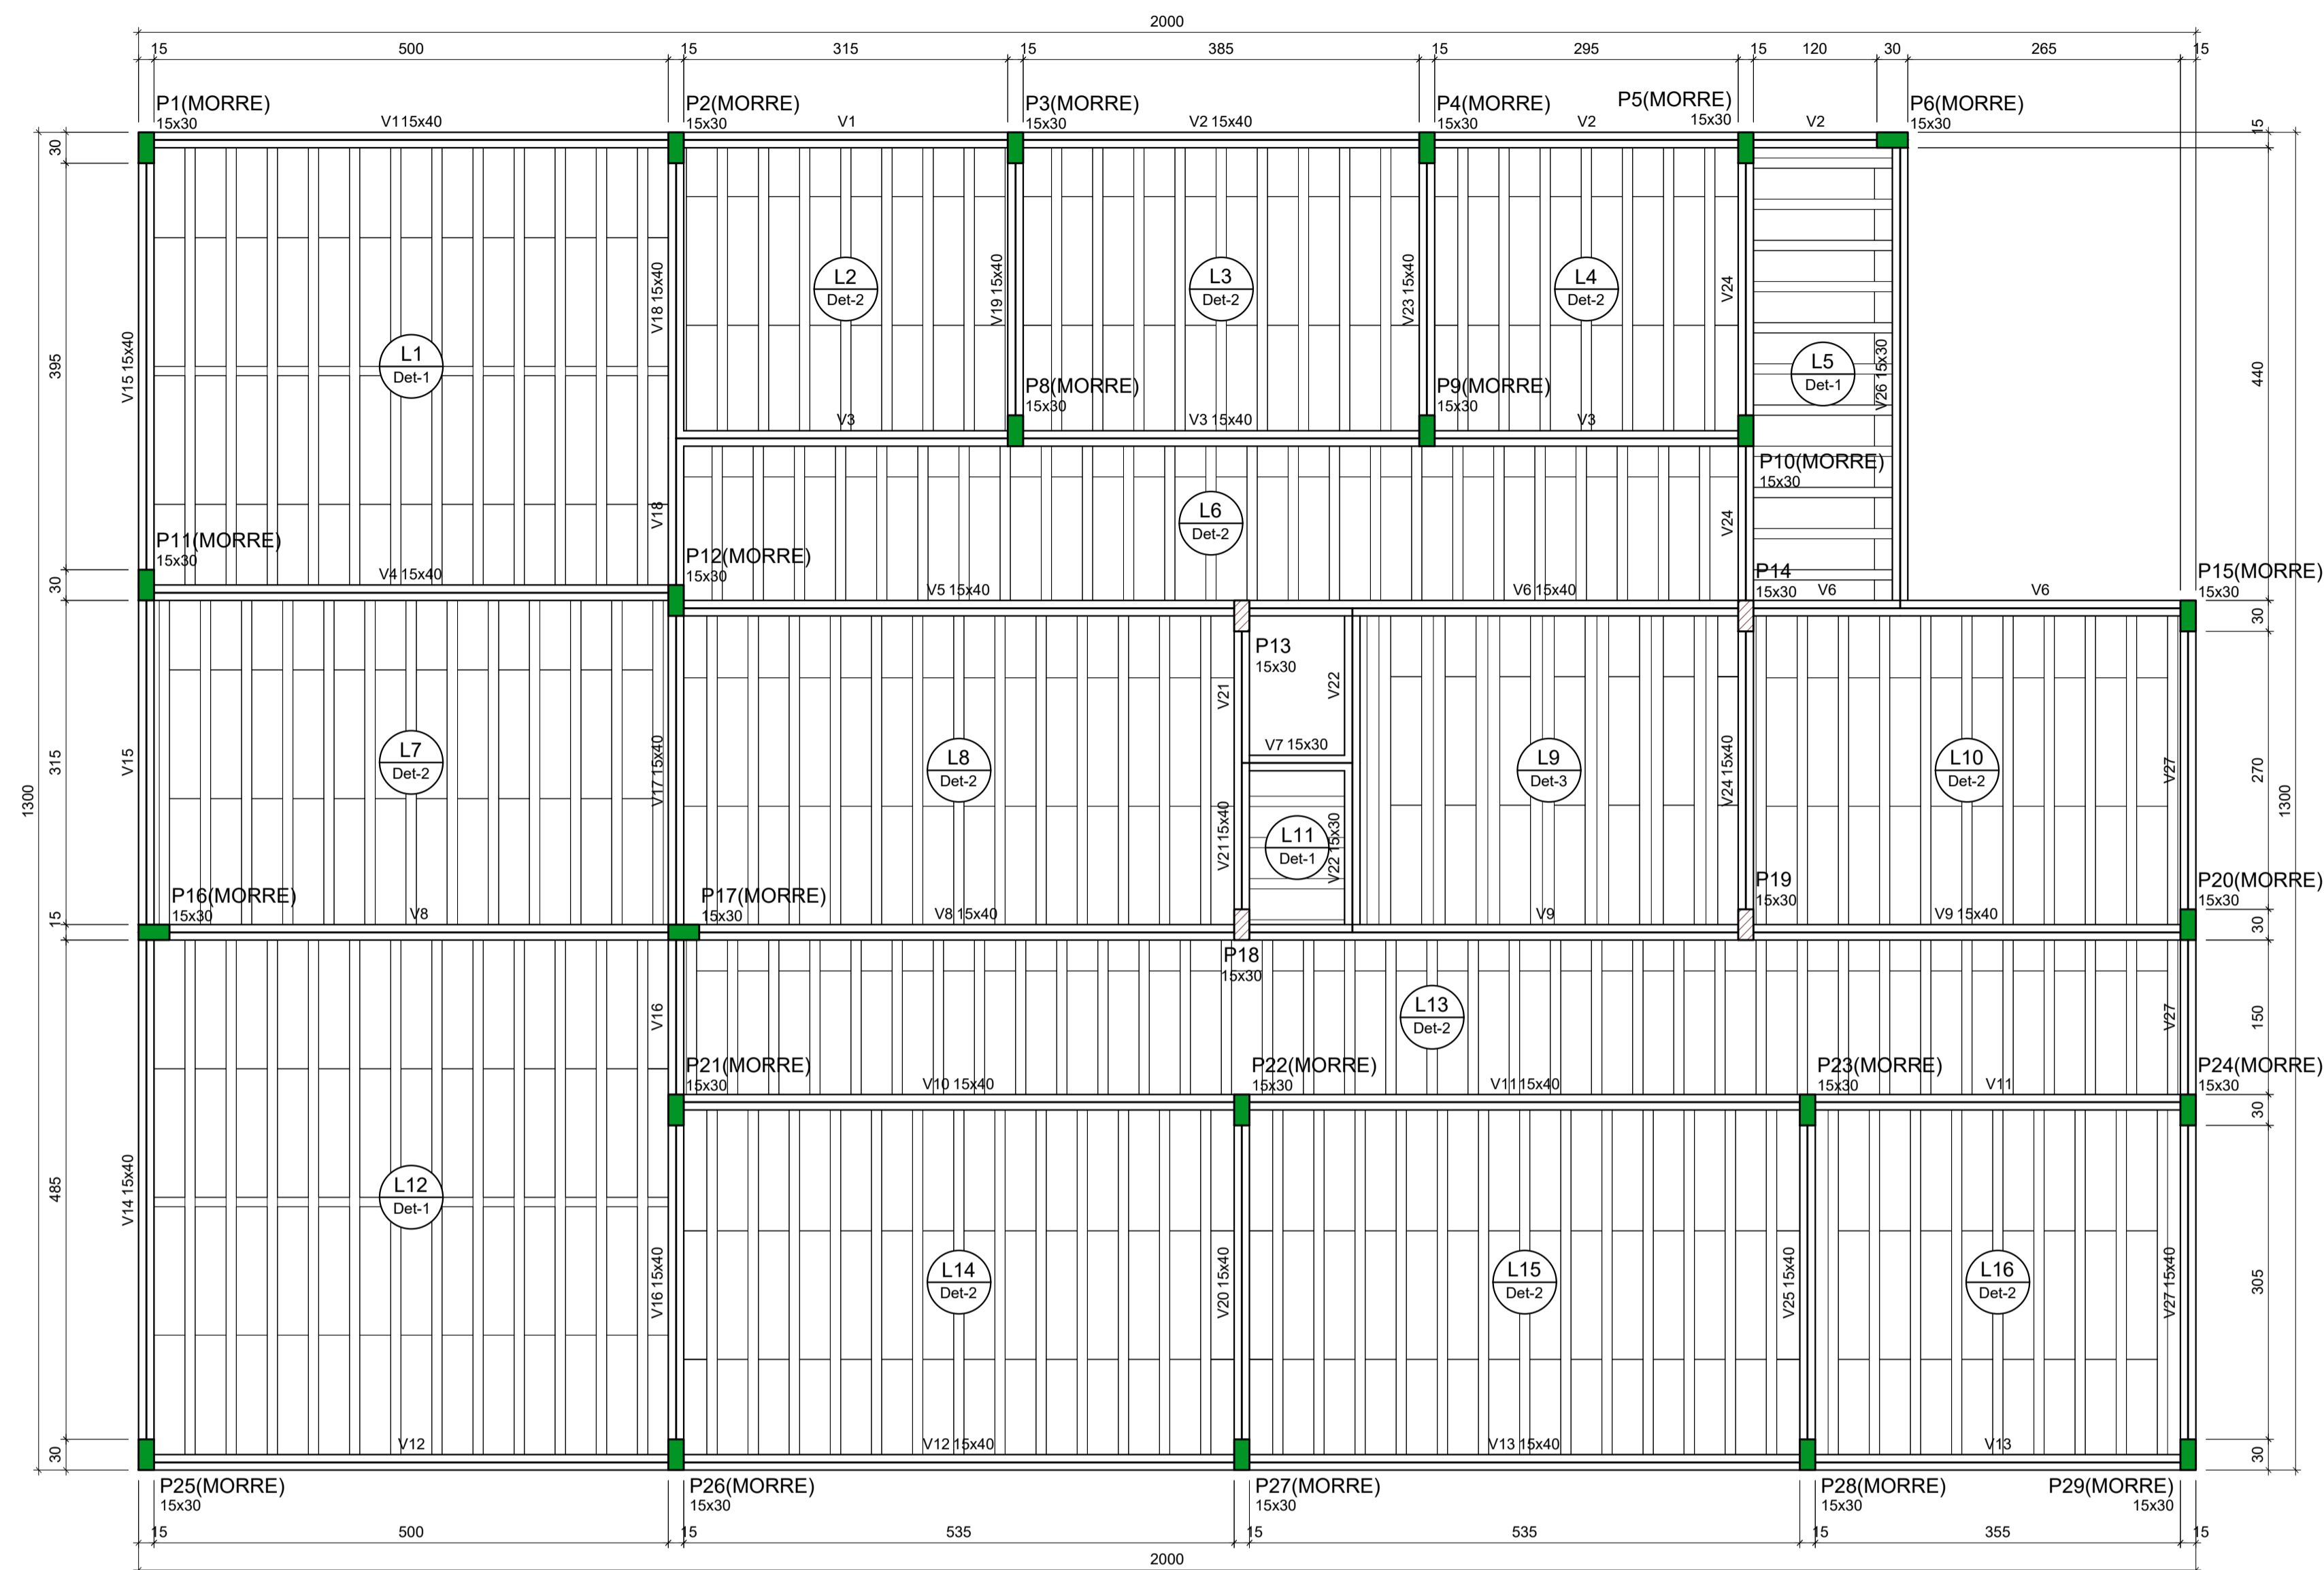 2000
15 500 15 315 15 385 15 295 15 120 30 265 15
P1(MORRE)
15x30
V1 15x40
P2(MORRE)
15x30
V1
P3(MORRE)
15x30
V2 15x40
P4(MORRE)
15x30
V2
P5(MORRE)
15x30
V2
P6(MORRE)
15x30
30
395
30
315
15
485
30
1300
15
440
30
270
30
150
30
305
30
1300
V15 15x40
L1
Det-1
V18 15x40
L2
Det-2
V19 15x40
L3
Det-2
V23 15x40
L4
Det-2
V24
L5
Det-1
V26 15x30
P8(MORRE)
15x30
P9(MORRE)
15x30
V3
V3 15x40
V3
P10(MORRE)
15x30
V18
L6
Det-2
V24
P11(MORRE)
15x30
V4 15x40
P12(MORRE)
15x30
V5 15x40
V6 15x40
P14
15x30
V6
V6
P15(MORRE)
15x30
P13
15x30
V15
L7
Det-2
V17 15x40
L8
Det-2
V21
V22
V7 15x30
V21 15x40
L11
Det-1
V22 15x30
L9
Det-3
V24 15x40
L10
Det-2
V27
P16(MORRE)
15x30
V8
P17(MORRE)
15x30
V8 15x40
V9
P19
15x30
V9 15x40
P20(MORRE)
15x30
P18
15x30
V16
L13
Det-2
V27
P21(MORRE)
15x30
V10 15x40
P22(MORRE)
15x30
V11 15x40
P23(MORRE)
15x30
V11
P24(MORRE)
15x30
V14 15x40
L12
Det-1
V16 15x40
L14
Det-2
V20 15x40
L15
Det-2
V25 15x40
L16
Det-2
V27 15x40
V12
V12 15x40
V13 15x40
V13
P25(MORRE)
15x30
P26(MORRE)
15x30
P27(MORRE)
15x30
P28(MORRE)
15x30
P29(MORRE)
15x30
15 500 15 535 15 535 15 355 15
2000